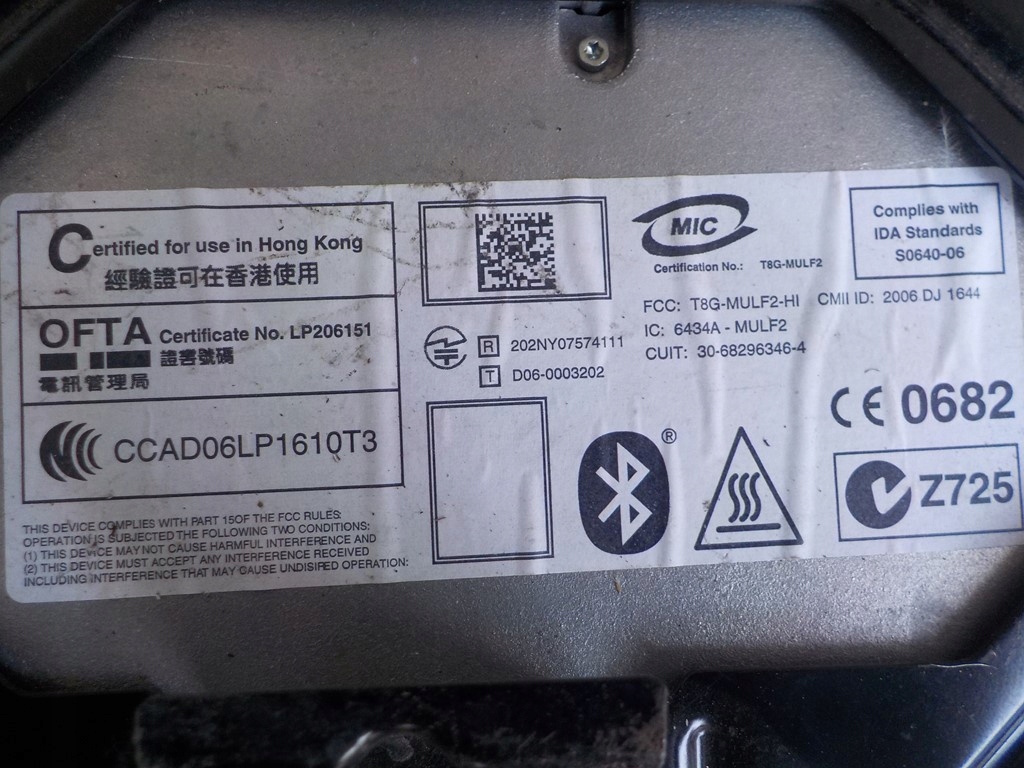 Certified for use in Hong Kong
經驗證可在香港使用
OFTA Certificate No. LP206151
證書號碼
電訊管理局
CCAD06LP1610T3
THIS DEVICE COMPLIES WITH PART 15OF THE FCC RULES:
OPERATION IS SUBJECTED THE FOLLOWING TWO CONDITIONS:
(1) THIS DEVICE MAY NOT CAUSE HARMFUL INTERFERENCE AND
(2) THIS DEVICE MUST ACCEPT ANY INTERFERENCE RECEIVED
INCLUDING INTERFERENCE THAT MAY CAUSE UNDISIRED OPERATION:
R 202NY07574111
T D06-0003202
MIC
Certification No.: T8G-MULF2
Complies with
IDA Standards
S0640-06
FCC: T8G-MULF2-HI CMII ID: 2006 DJ 1644
IC: 6434A - MULF2
CUIT: 30-68296346-4
CE 0682
®
Z725